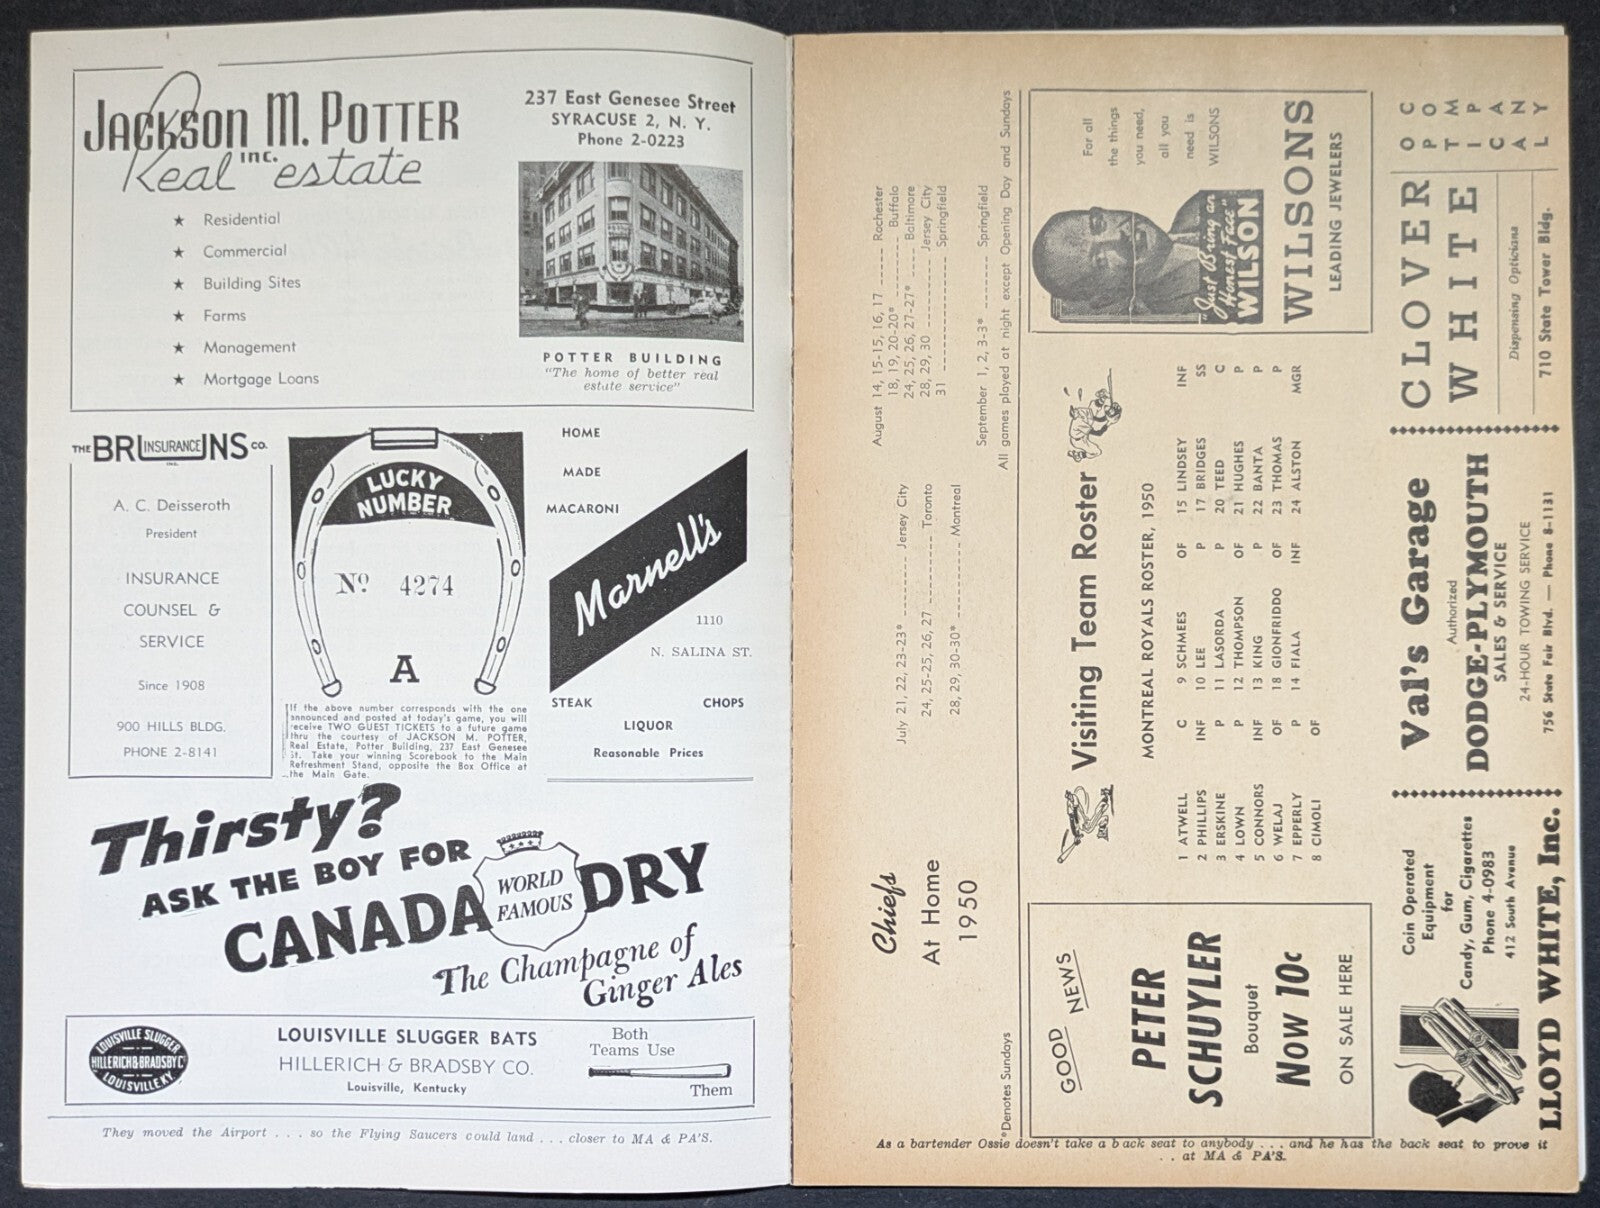 JACKSON M. POTTER
INC.
Real estate
237 East Genesee Street
SYRACUSE 2, N. Y.
Phone 2-0223
★ Residential
★ Commercial
★ Building Sites
★ Farms
★ Management
★ Mortgage Loans
POTTER BUILDING
"The home of better real
estate service"
THE BRUNS CO.
INSURANCE
INC.
A. C. Deisseroth
President
INSURANCE
COUNSEL &
SERVICE
Since 1908
900 HILLS BLDG.
PHONE 2-8141
LUCKY
NUMBER
No 4274
A
If the above number corresponds with the one
announced and posted at today's game, you will
receive TWO GUEST TICKETS to a future game
thru the courtesy of JACKSON M. POTTER,
Real Estate, Potter Building, 237 East Genesee
St. Take your winning Scorebook to the Main
Refreshment Stand, opposite the Box Office at
the Main Gate.
HOME
MADE
MACARONI
Marnell's
1110
N. SALINA ST.
STEAK CHOPS
LIQUOR
Reasonable Prices
Thirsty?
ASK THE BOY FOR
CANADA DRY
WORLD
FAMOUS
The Champagne of
Ginger Ales
LOUISVILLE SLUGGER
HILLERICH & BRADSBY Co
LOUISVILLE KY.
LOUISVILLE SLUGGER BATS
HILLERICH & BRADSBY CO.
Louisville, Kentucky
Both
Teams Use
Them
They moved the Airport . . . so the Flying Saucers could land . . . closer to MA & PA'S.
Chiefs
At Home
1950
July 21, 22, 23-23* -------- Jersey City
24, 25-25, 26, 27 --------- Toronto
28, 29, 30-30* ---------- Montreal
August 14, 15-15, 16, 17 ----- Rochester
18, 19, 20-20* -------- Buffalo
24, 25, 26, 27-27* ---- Baltimore
28, 29, 30 --------- Jersey City
31 ------------- Springfield
September 1, 2, 3-3* ------- Springfield
*Denotes Sundays
All games played at night except Opening Day and Sundays
GOOD NEWS
PETER
SCHUYLER
Bouquet
Now 10c
ON SALE HERE
Visiting Team Roster
MONTREAL ROYALS ROSTER, 1950
1 ATWELL C
2 PHILLIPS INF
3 ERSKINE P
4 LOWN P
5 CONNORS INF
6 WELAJ OF
7 EPPERLY P
8 CIMOLI OF
9 SCHMEES OF
10 LEE P
11 LASORDA P
12 THOMPSON OF
13 KING P
18 GIONFRIDDO OF
14 FIALA INF
15 LINDSEY INF
17 BRIDGES SS
20 TEED C
21 HUGHES P
22 BANTA P
23 THOMAS P
24 ALSTON MGR
For all
the things
you need,
all you
need is
WILSONS
"Just Bring an
Honest Face"
WILSON
WILSONS
LEADING JEWELERS
Coin Operated
Equipment
for
Candy, Gum, Cigarettes
Phone 4-0983
412 South Avenue
LLOYD WHITE, Inc.
Val's Garage
Authorized
DODGE-PLYMOUTH
SALES & SERVICE
24-HOUR TOWING SERVICE
756 State Fair Blvd. — Phone 8-1131
CLOVER
WHITE
OPTICAL
COMPANY
Dispensing Opticians
710 State Tower Bldg.
As a bartender Ossie doesn't take a back seat to anybody . . . and he has the back seat to prove it
. . at MA & PA'S.